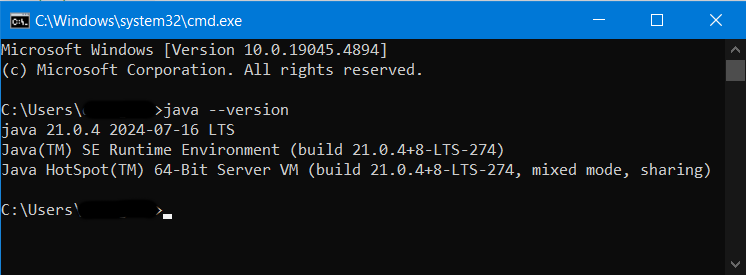 C:\Windows\system32\cmd.exe
Microsoft Windows [Version 10.0.19045.4894]
(c) Microsoft Corporation. All rights reserved.
C:\Users\ >java --version
java 21.0.4 2024-07-16 LTS
Java(TM) SE Runtime Environment (build 21.0.4+8-LTS-274)
Java HotSpot(TM) 64-Bit Server VM (build 21.0.4+8-LTS-274, mixed mode, sharing)
C:\Users\ >